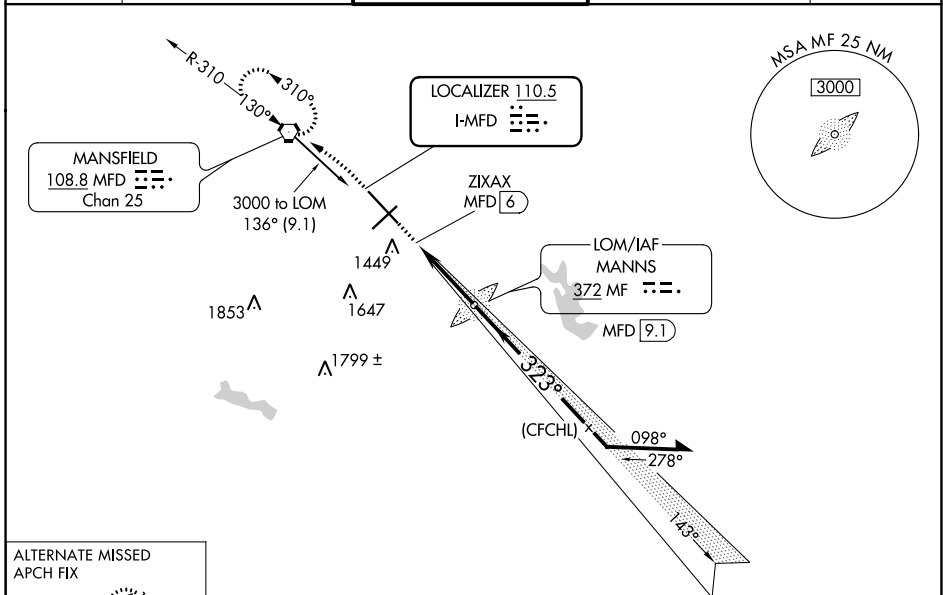 R-310
130°
310°
LOCALIZER 110.5
I-MFD
MSA MF 25 NM
3000
MANSFIELD
108.8 MFD
Chan 25
3000 to LOM
136° (9.1)
ZIXAX
MFD 6
LOM/IAF
MANNS
372 MF
MFD 9.1
1449
1853
1647
1799 ±
323°
(CFCHL)
098°
278°
143°
ALTERNATE MISSED
APCH FIX